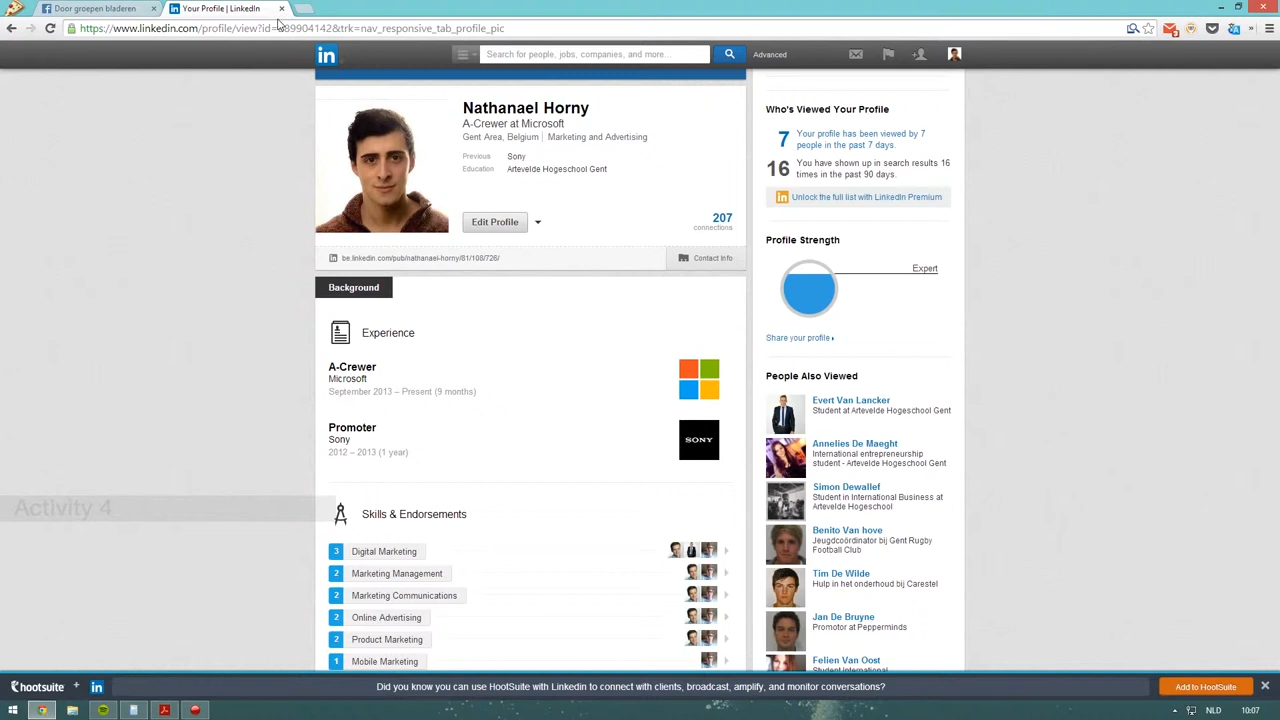 Door groepen bladeren
Your Profile | LinkedIn
https://www.linkedin.com/profile/view?id= 89904142&trk=nav_responsive_tab_profile_pic
in
Search for people, jobs, companies, and more...
Advanced
Nathanael Horny
A-Crewer at Microsoft
Gent Area, Belgium | Marketing and Advertising
Previous Sony
Education Artevelde Hogeschool Gent
Edit Profile
207
connections
be.linkedin.com/pub/nathanael-horny/81/108/726/
Contact Info
Background
Experience
A-Crewer
Microsoft
September 2013 – Present (9 months)
Promoter
Sony
2012 – 2013 (1 year)
SONY
Activity
Skills & Endorsements
3 Digital Marketing
2 Marketing Management
2 Marketing Communications
2 Online Advertising
2 Product Marketing
1 Mobile Marketing
Who's Viewed Your Profile
7 Your profile has been viewed by 7
people in the past 7 days.
16 You have shown up in search results 16
times in the past 90 days.
in Unlock the full list with LinkedIn Premium
Profile Strength
Expert
Share your profile
People Also Viewed
Evert Van Lancker
Student at Artevelde Hogeschool Gent
Annelies De Maeght
International entrepreneurship
student - Artevelde Hogeschool Gent
Simon Dewallef
Student in International Business at
Artevelde Hogeschool
Benito Van hove
Jeugdcoördinator bij Gent Rugby
Football Club
Tim De Wilde
Hulp in het onderhoud bij Carestel
Jan De Bruyne
Promotor at Pepperminds
Felien Van Oost
hootsuite
in
Did you know you can use HootSuite with Linkedin to connect with clients, broadcast, amplify, and monitor conversations?
Add to HootSuite
NLD
10:07